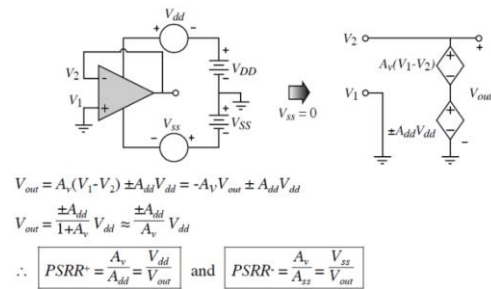 V_dd
+ -
V_2
V_1
V_DD
V_SS
V_ss
- +
V_ss = 0
V_2
A_v(V_1-V_2)
V_1
V_out
±A_dd V_dd
V_out = A_v(V_1-V_2) ±A_dd V_dd = -A_V V_out ± A_dd V_dd
V_out = ±A_dd / 1+A_v V_dd ≈ ±A_dd / A_v V_dd
∴ PSRR⁺ = A_v / A_dd = V_dd / V_out and PSRR⁻ = A_v / A_ss = V_ss / V_out